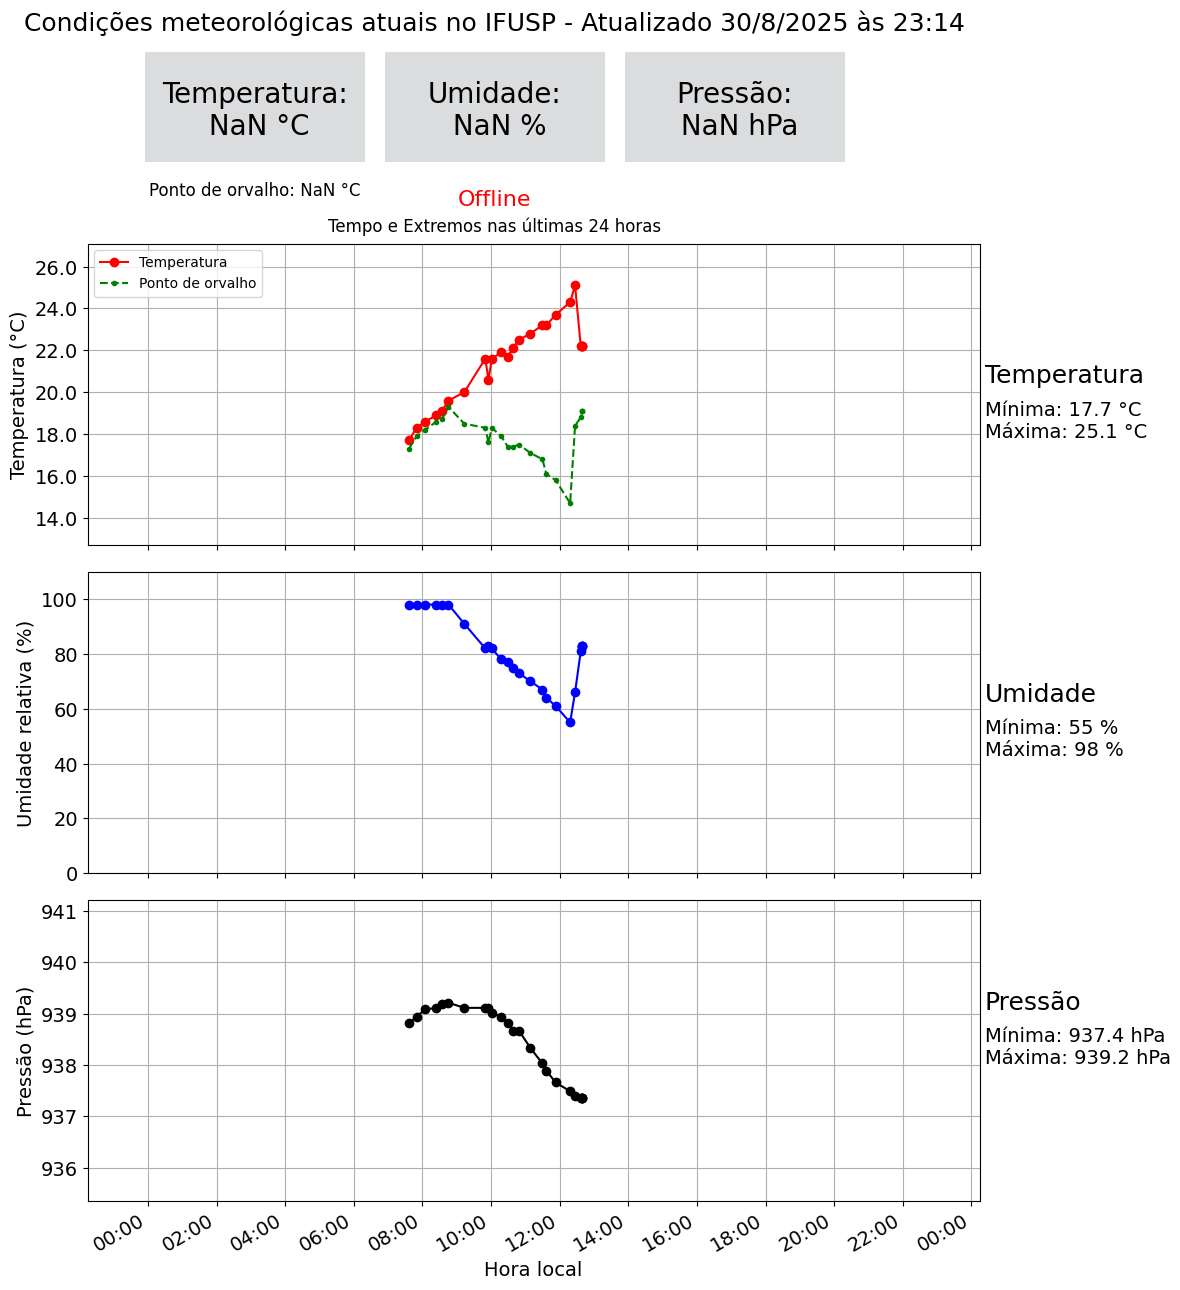 Condições meteorológicas atuais no IFUSP - Atualizado 30/8/2025 às 23:14
Temperatura:
NaN °C
Umidade:
NaN %
Pressão:
NaN hPa
Ponto de orvalho: NaN °C
Offline
Tempo e Extremos nas últimas 24 horas
Temperatura
Ponto de orvalho
Temperatura (°C)
26.0
24.0
22.0
20.0
18.0
16.0
14.0
Temperatura
Mínima: 17.7 °C
Máxima: 25.1 °C
Umidade relativa (%)
100
80
60
40
20
0
Umidade
Mínima: 55 %
Máxima: 98 %
Pressão (hPa)
941
940
939
938
937
936
Pressão
Mínima: 937.4 hPa
Máxima: 939.2 hPa
00:00 02:00 04:00 06:00 08:00 10:00 12:00 14:00 16:00 18:00 20:00 22:00 00:00
Hora local